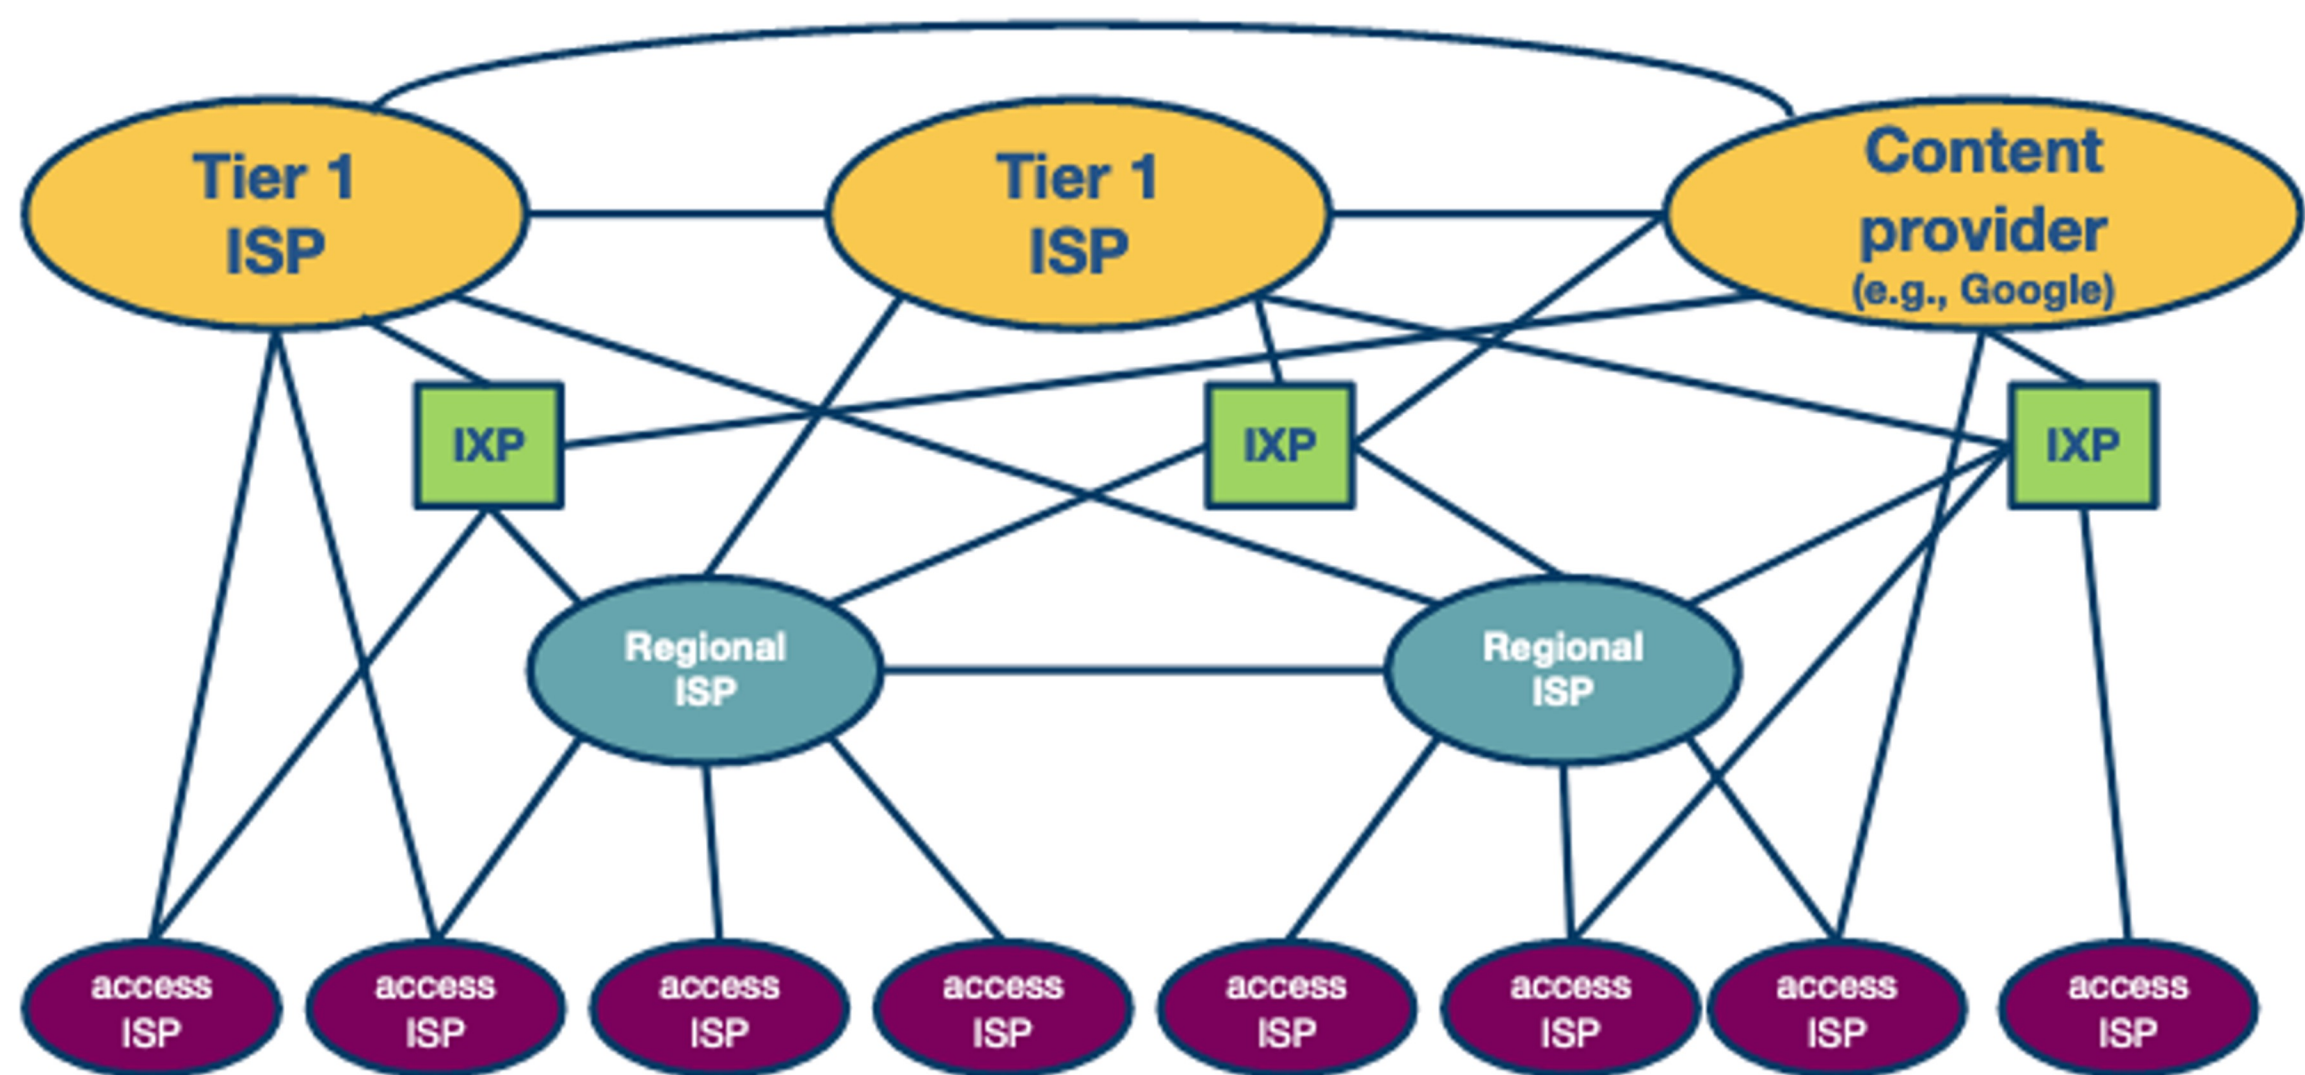 Tier 1
ISP
Tier 1
ISP
Content
provider
(e.g., Google)
IXP
IXP
IXP
Regional
ISP
Regional
ISP
access
ISP
access
ISP
access
ISP
access
ISP
access
ISP
access
ISP
access
ISP
access
ISP